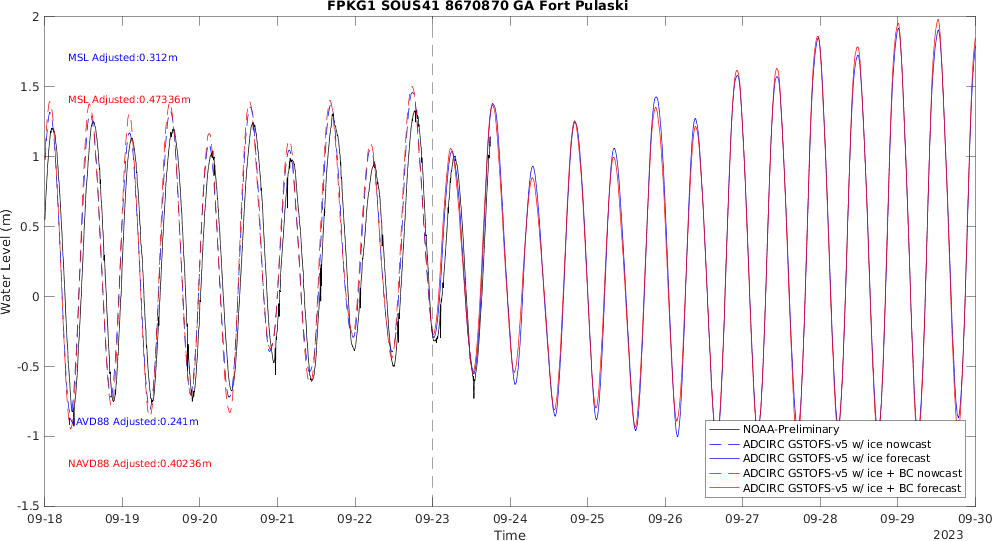 FPKG1 SOUS41 8670870 GA Fort Pulaski
2
1.5
1
0.5
0
-0.5
-1
-1.5
Water Level (m)
MSL Adjusted:0.312m
MSL Adjusted:0.47336m
NAVD88 Adjusted:0.241m
NAVD88 Adjusted:0.40236m
NOAA-Preliminary
ADCIRC GSTOFS-v5 w/ ice nowcast
ADCIRC GSTOFS-v5 w/ ice forecast
ADCIRC GSTOFS-v5 w/ ice + BC nowcast
ADCIRC GSTOFS-v5 w/ ice + BC forecast
09-18 09-19 09-20 09-21 09-22 09-23 09-24 09-25 09-26 09-27 09-28 09-29 09-30
Time
2023